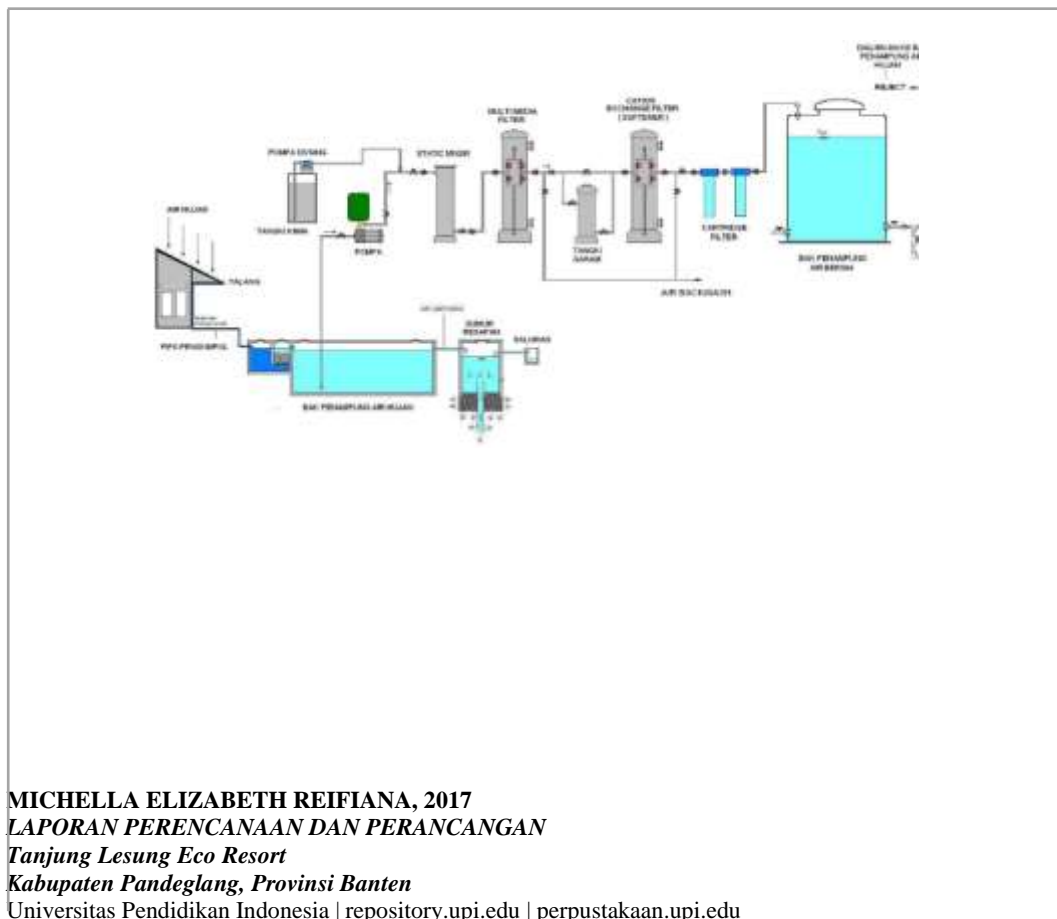 PENAMPUNG
REJECT
MULTIMEDIA
FILTER
CATION
EXCHANGE FILTER
( SOFTENER )
POMPA DOSING
STATIC MIXER
TANGKI KIMIA
POMPA
TANGKI
GARAM
CARTRIDGE
FILTER
BAK PENAMPUNG
AIR BERSIH
AIR BACKWASH
AIR HUJAN
TALANG
PIPA PENGUMPUL
SUMUR
RESAPAN
SALURAN
BAK PENAMPUNG AIR HUJAN
MICHELLA ELIZABETH REIFIANA, 2017
LAPORAN PERENCANAAN DAN PERANCANGAN
Tanjung Lesung Eco Resort
Kabupaten Pandeglang, Provinsi Banten
Universitas Pendidikan Indonesia | repository.upi.edu | perpustakaan.upi.edu